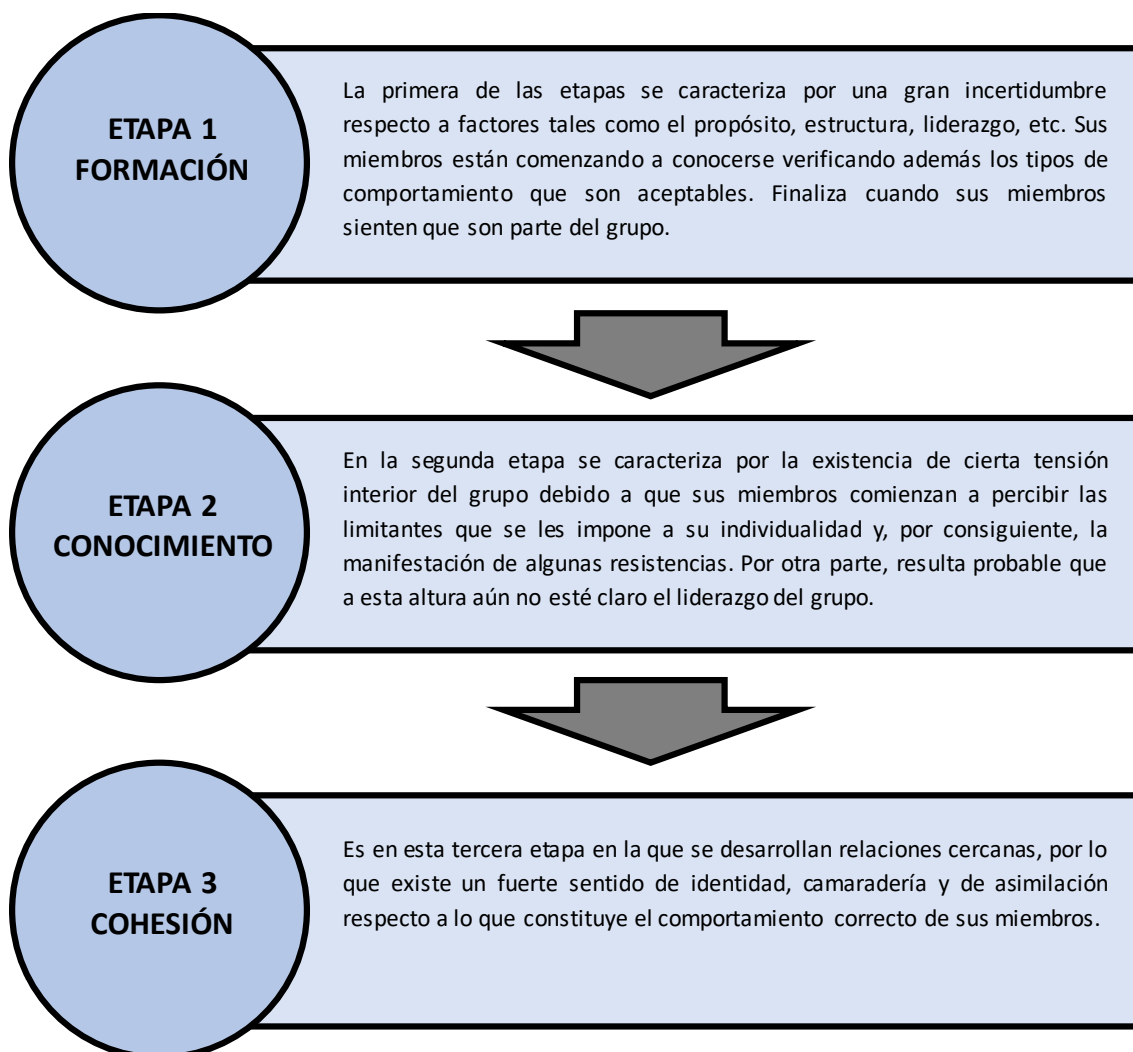 ETAPA 1
FORMACIÓN
La primera de las etapas se caracteriza por una gran incertidumbre
respecto a factores tales como el propósito, estructura, liderazgo, etc. Sus
miembros están comenzando a conocerse verificando además los tipos de
comportamiento que son aceptables. Finaliza cuando sus miembros
sienten que son parte del grupo.
ETAPA 2
CONOCIMIENTO
En la segunda etapa se caracteriza por la existencia de cierta tensión
interior del grupo debido a que sus miembros comienzan a percibir las
limitantes que se les impone a su individualidad y, por consiguiente, la
manifestación de algunas resistencias. Por otra parte, resulta probable que
a esta altura aún no esté claro el liderazgo del grupo.
ETAPA 3
COHESIÓN
Es en esta tercera etapa en la que se desarrollan relaciones cercanas, por lo
que existe un fuerte sentido de identidad, camaradería y de asimilación
respecto a lo que constituye el comportamiento correcto de sus miembros.